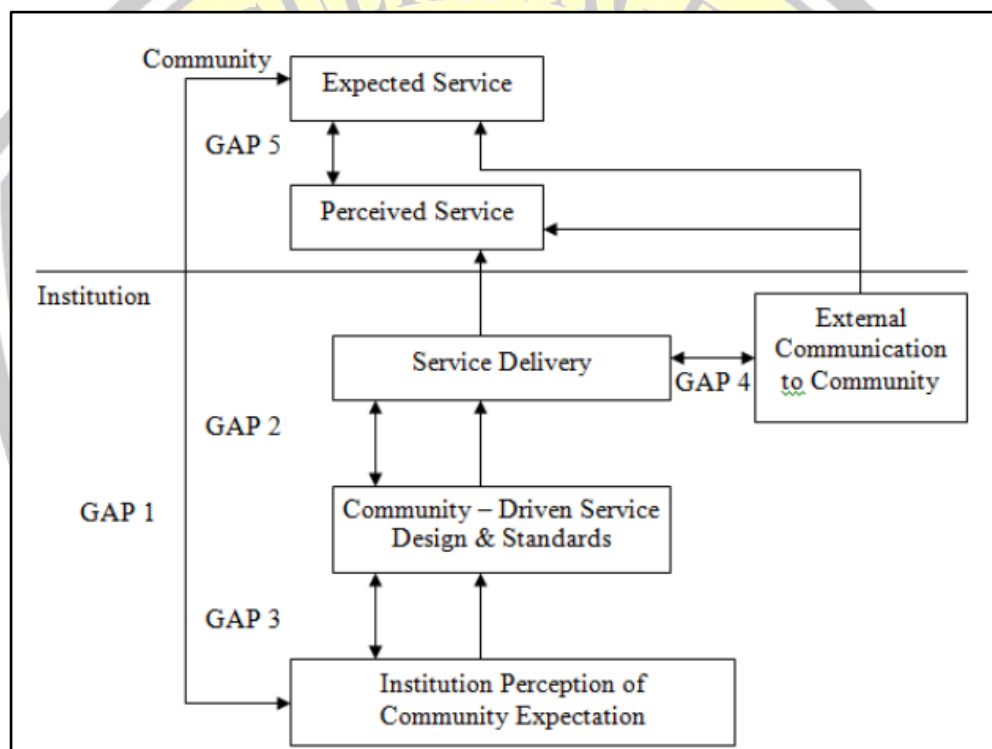 Community
Expected Service
GAP 5
Perceived Service
Institution
External
Communication
to Community
Service Delivery
GAP 4
GAP 2
Community – Driven Service
Design & Standards
GAP 1
GAP 3
Institution Perception of
Community Expectation